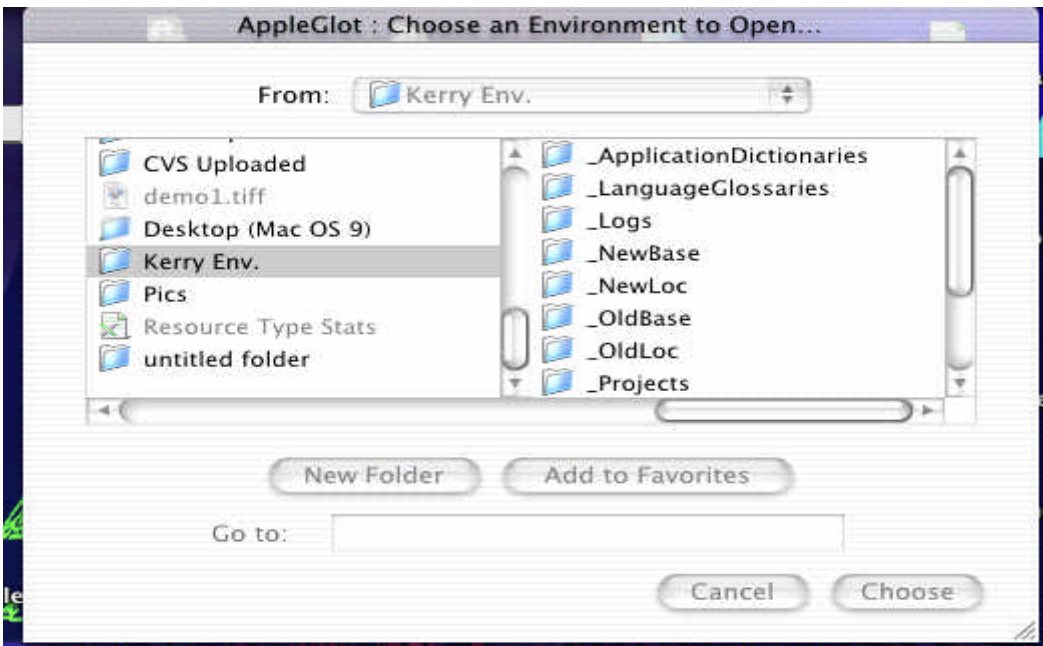 AppleGlot : Choose an Environment to Open...
From: Kerry Env.
CVS Uploaded
demo1.tiff
Desktop (Mac OS 9)
Kerry Env.
Pics
Resource Type Stats
untitled folder
_ApplicationDictionaries
_LanguageGlossaries
_Logs
_NewBase
_NewLoc
_OldBase
_OldLoc
_Projects
New Folder
Add to Favorites
Go to:
Cancel
Choose
le